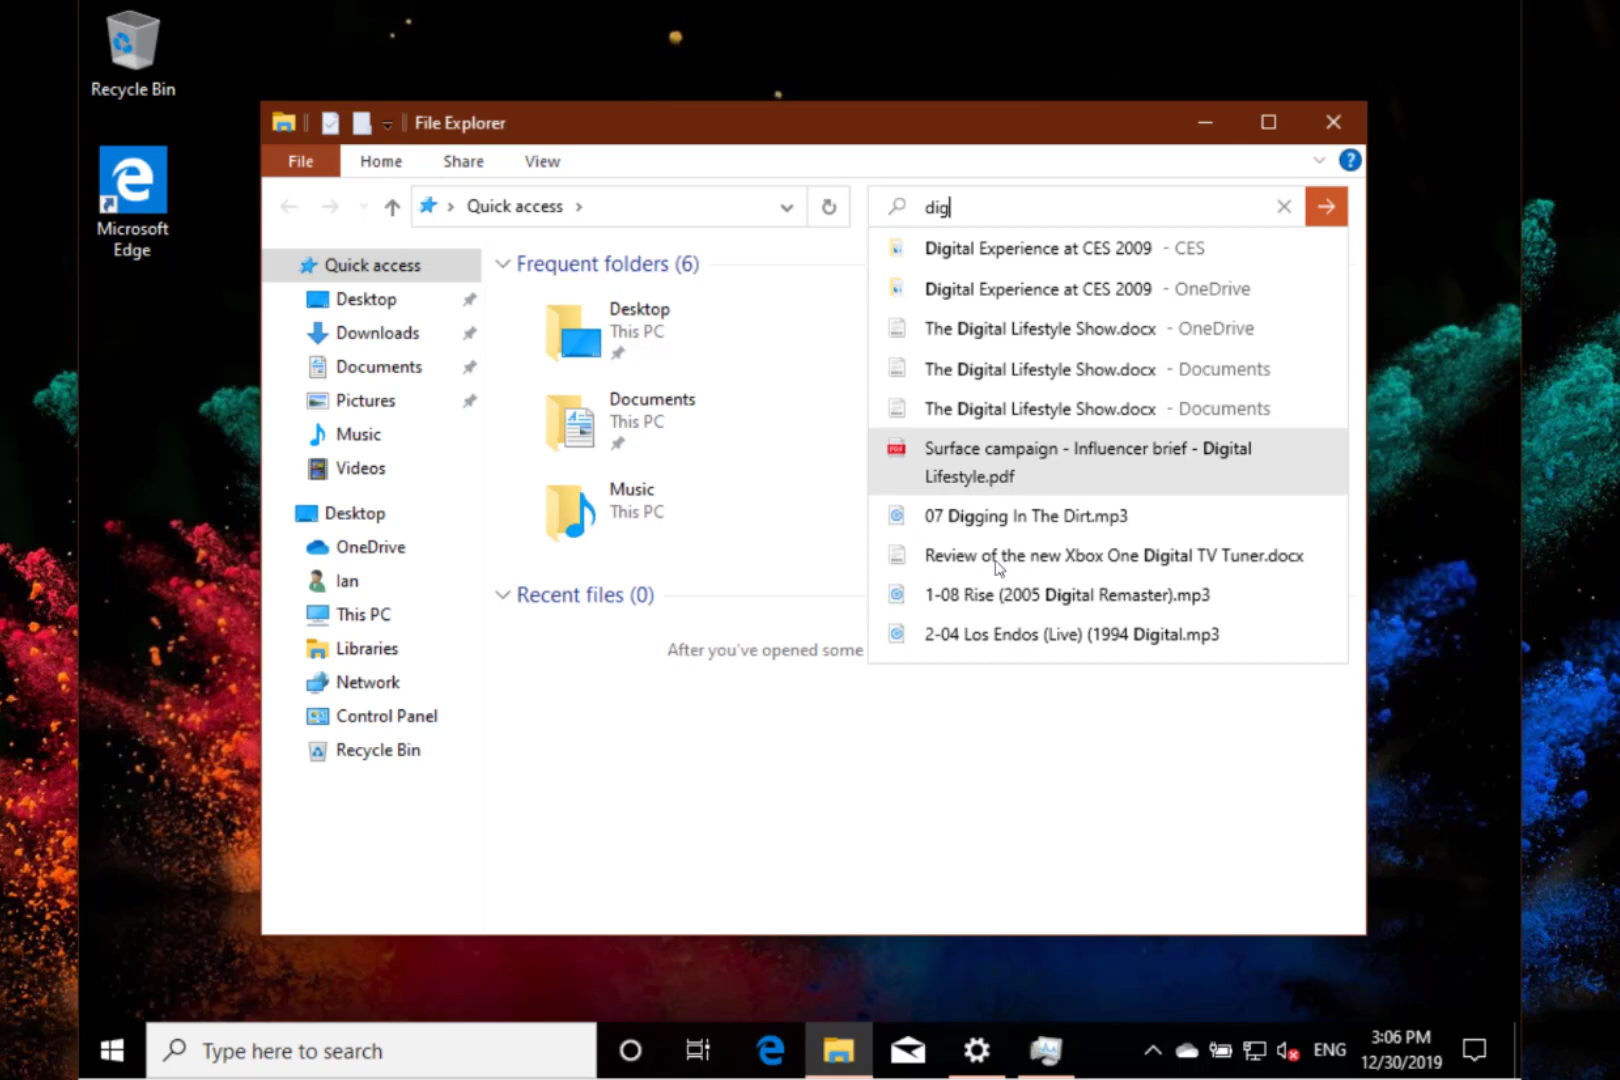 Recycle Bin
Microsoft
Edge
File Explorer
File
Home
Share
View
?
Quick access
dig
Quick access
Desktop
Downloads
Documents
Pictures
Music
Videos
Desktop
OneDrive
Ian
This PC
Libraries
Network
Control Panel
Recycle Bin
Frequent folders (6)
Desktop
This PC
Documents
This PC
Music
This PC
Recent files (0)
After you've opened some
Digital Experience at CES 2009 - CES
Digital Experience at CES 2009 - OneDrive
The Digital Lifestyle Show.docx - OneDrive
The Digital Lifestyle Show.docx - Documents
The Digital Lifestyle Show.docx - Documents
Surface campaign - Influencer brief - Digital
Lifestyle.pdf
07 Digging In The Dirt.mp3
Review of the new Xbox One Digital TV Tuner.docx
1-08 Rise (2005 Digital Remaster).mp3
2-04 Los Endos (Live) (1994 Digital.mp3
Type here to search
ENG
3:06 PM
12/30/2019